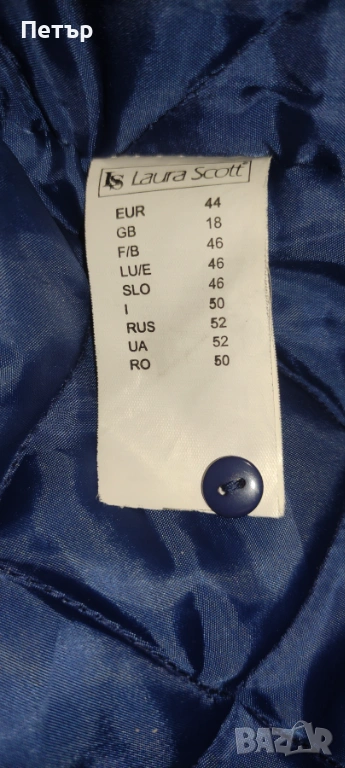 Петър
LS Laura Scott®
EUR 44
GB 18
F/B 46
LU/E 46
SLO 46
I 50
RUS 52
UA 52
RO 50
BAZAR